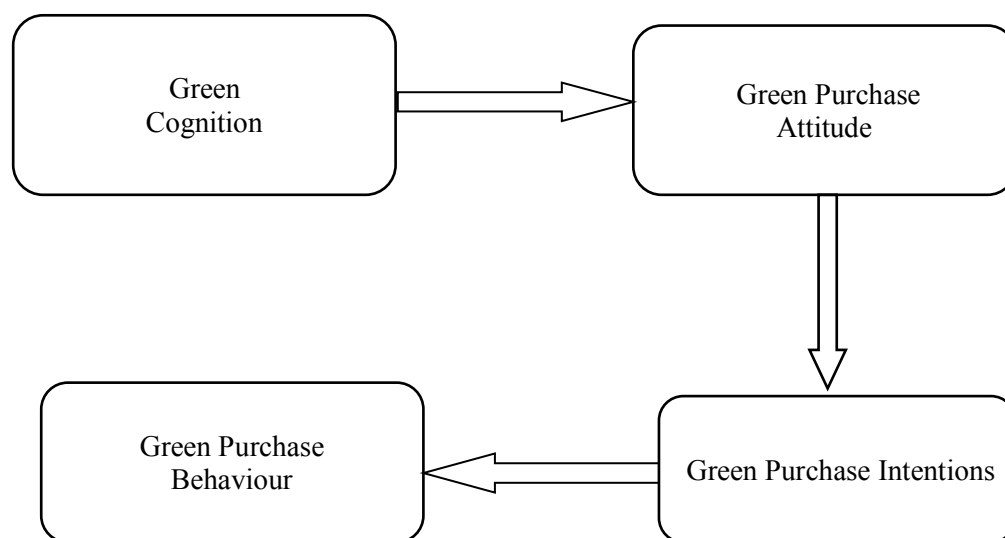 Green
Cognition
Green Purchase
Attitude
Green Purchase
Behaviour
Green Purchase Intentions